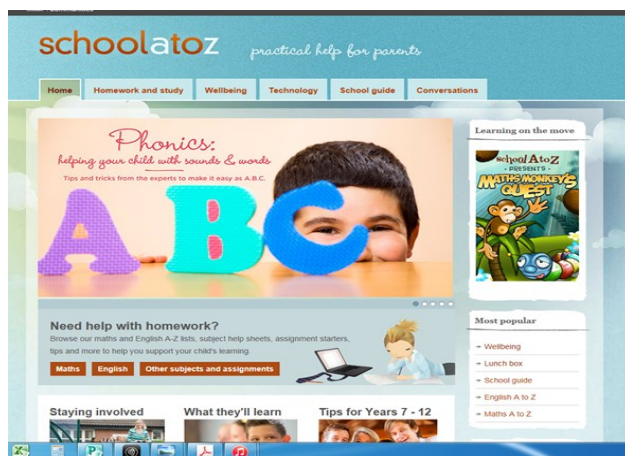 schoolatoz practical help for parents
Home Homework and study Wellbeing Technology School guide Conversations
Phonics:
helping your child with sounds & words
Tips and tricks from the experts to make it easy as A.B.C.
ABC
Learning on the move
school A to Z
- PRESENTS -
MATHS MONKEY'S
QUEST
Need help with homework?
Browse our maths and English A-Z lists, subject help sheets, assignment starters,
tips and more to help you support your child's learning.
Maths English Other subjects and assignments
Most popular
Wellbeing
Lunch box
School guide
English A to Z
Maths A to Z
Staying involved What they'll learn Tips for Years 7 - 12